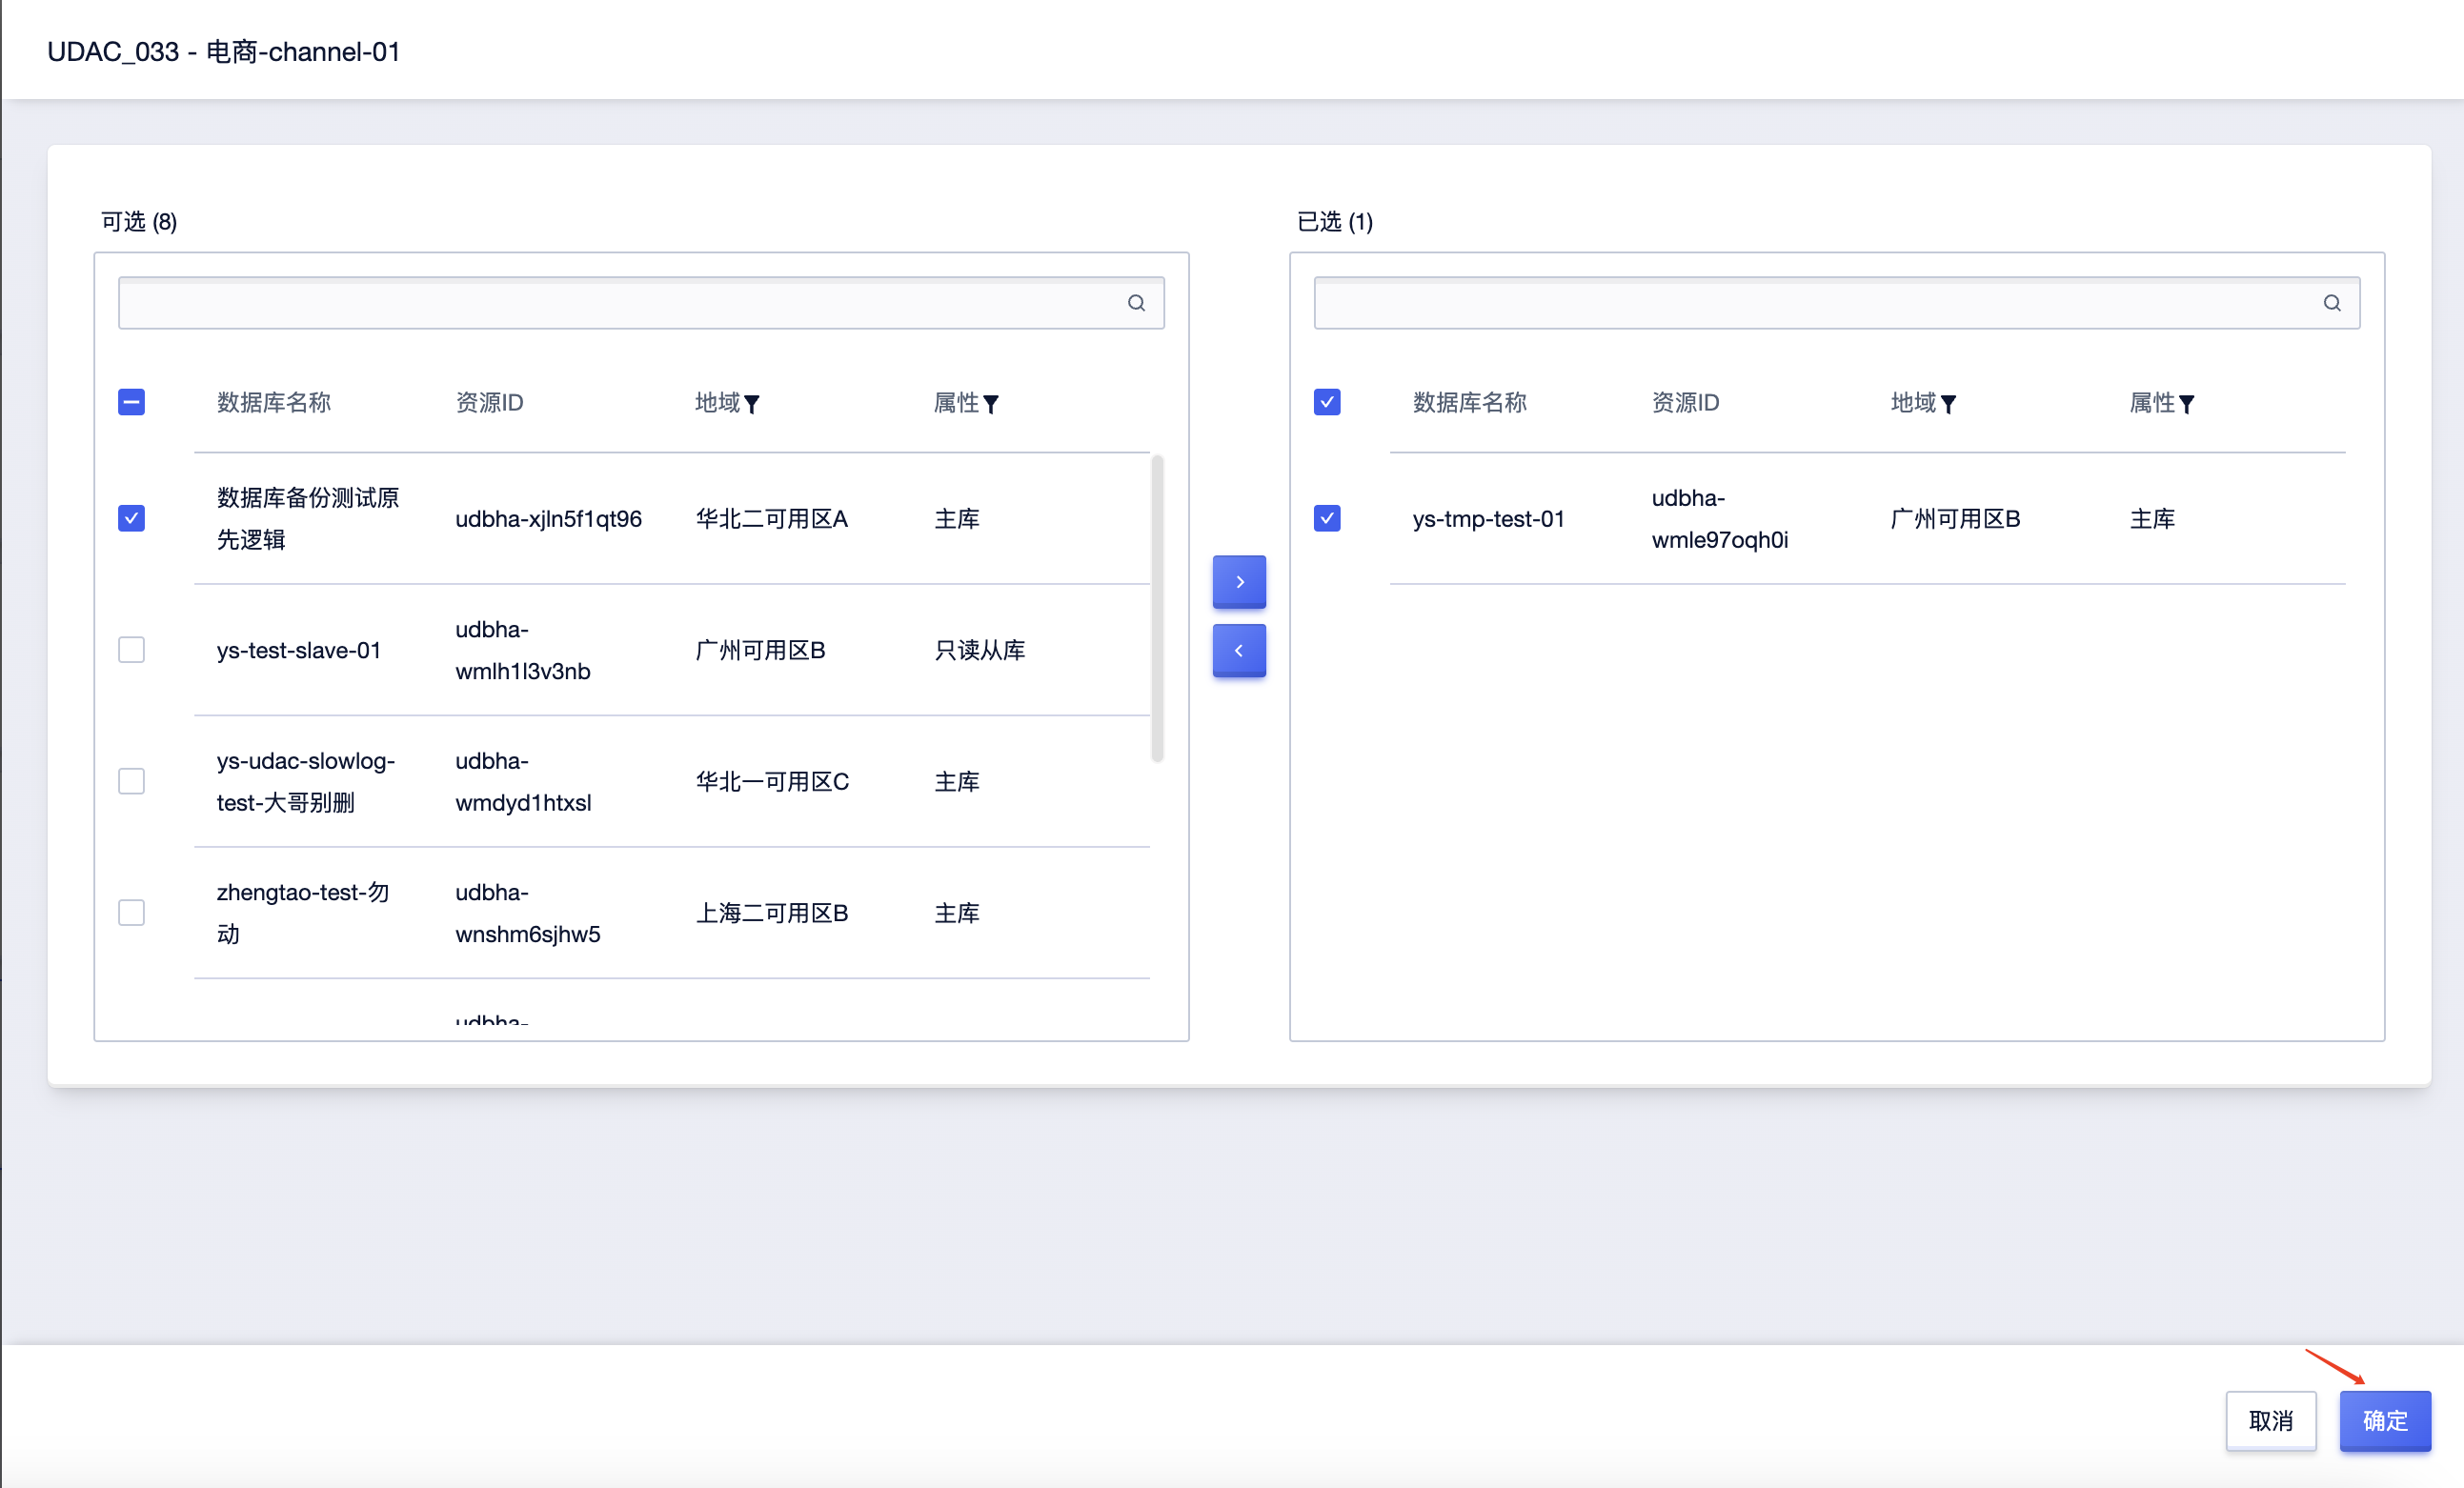 UDAC_033 - 电商-channel-01
可选 (8)
已选 (1)
数据库名称 资源ID 地域 属性
数据库备份测试原
先逻辑
udbha-xjln5f1qt96
华北二可用区A
主库
ys-test-slave-01
udbha-
wmlh1l3v3nb
广州可用区B
只读从库
ys-udac-slowlog-
test-大哥别删
udbha-
wmdyd1htxsl
华北一可用区C
主库
zhengtao-test-勿
动
udbha-
wnshm6sjhw5
上海二可用区B
主库
udbha-
数据库名称 资源ID 地域 属性
ys-tmp-test-01
udbha-
wmle97oqh0i
广州可用区B
主库
取消
确定